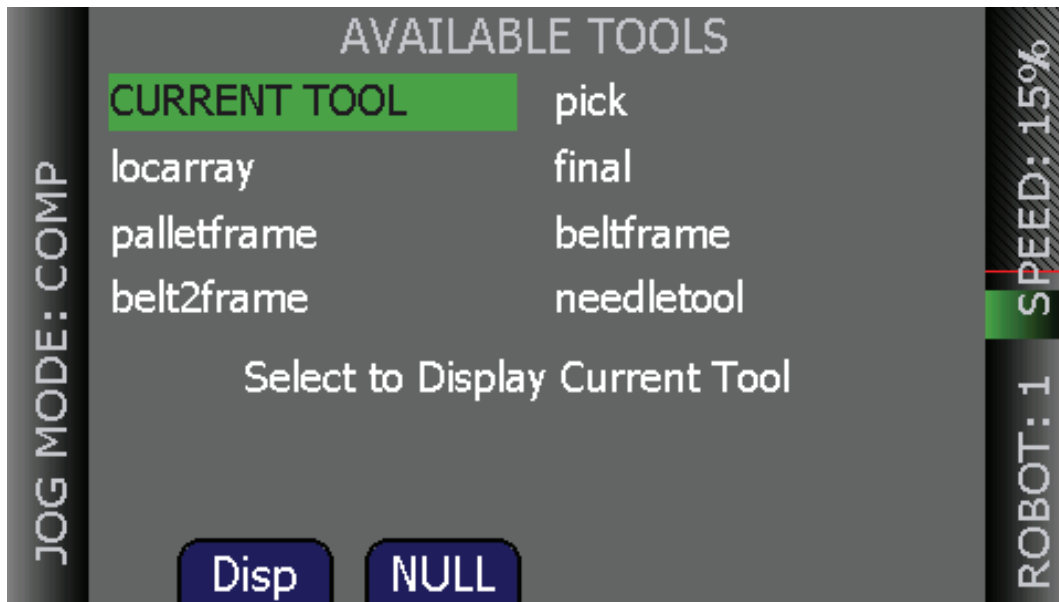 AVAILABLE TOOLS
CURRENT TOOL
pick
locarray
final
palletframe
beltframe
belt2frame
needletool
Select to Display Current Tool
Disp
NULL
JOG MODE: COMP
SPEED: 15%
ROBOT: 1